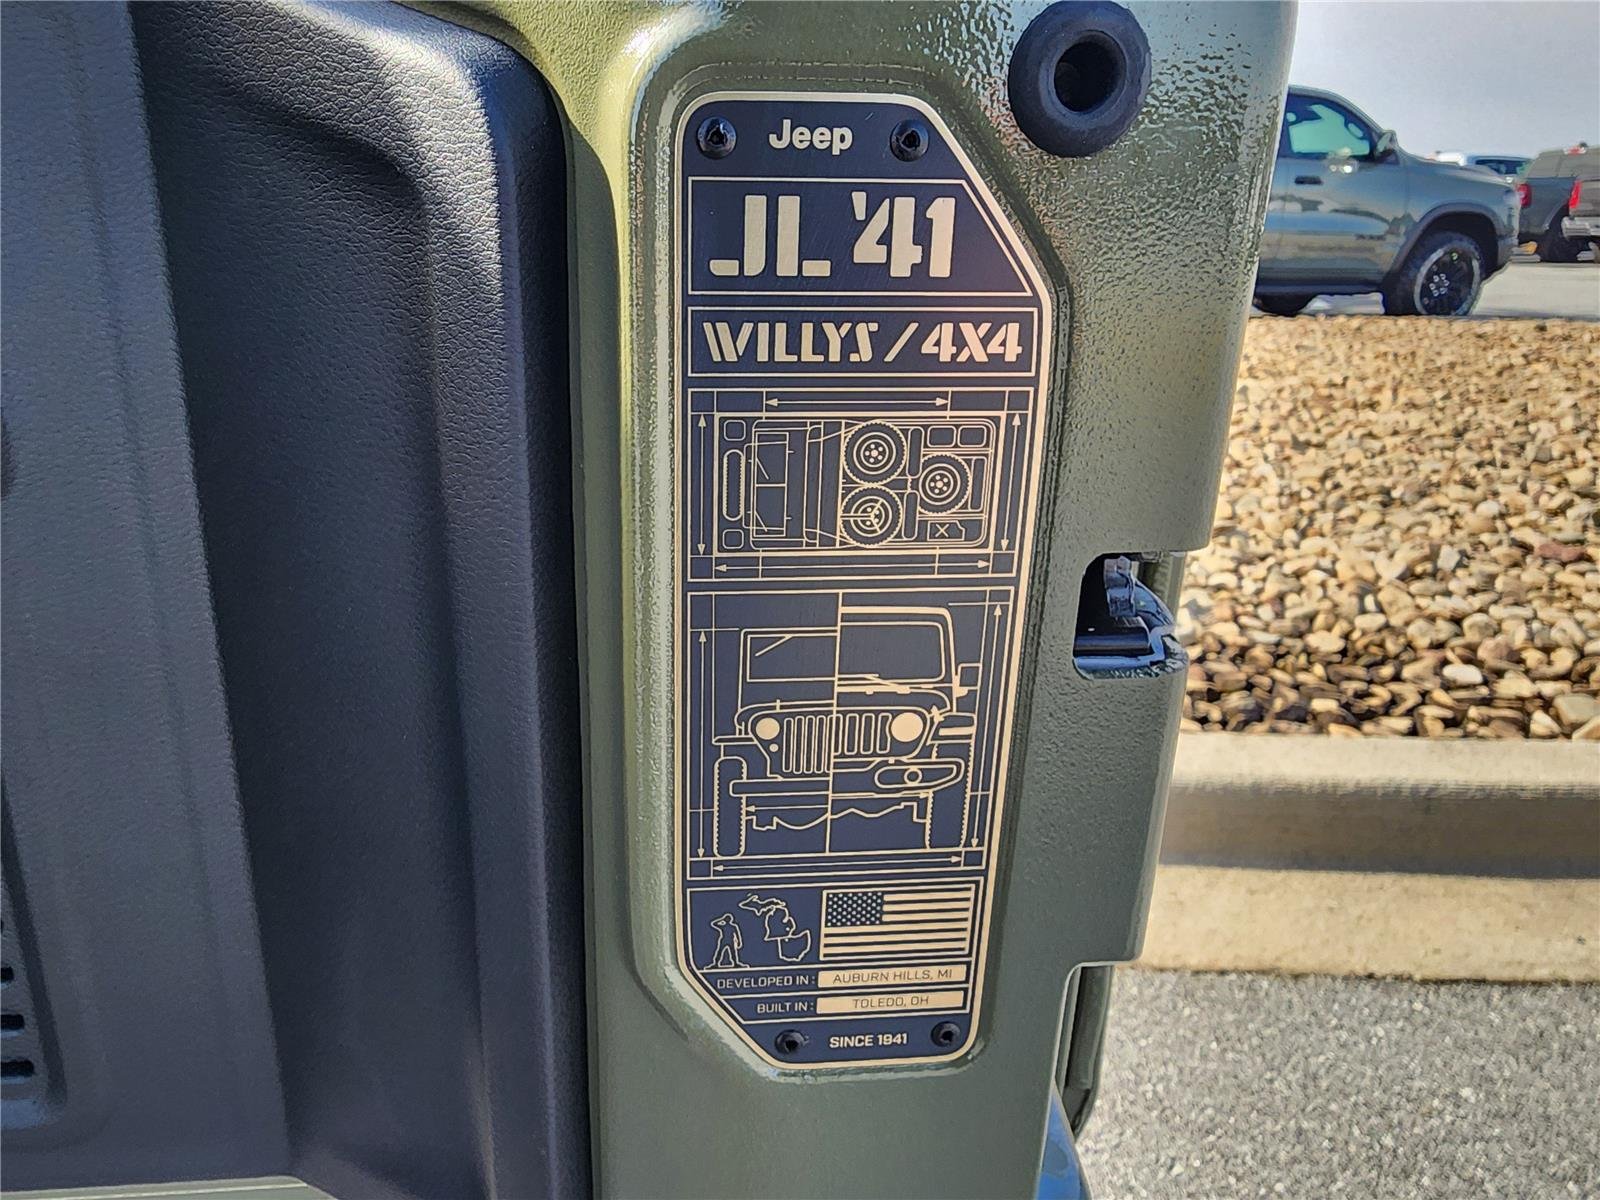 Jeep
JL '41
WILLYS / 4X4
DEVELOPED IN: AUBURN HILLS, MI
BUILT IN: TOLEDO, OH
SINCE 1941